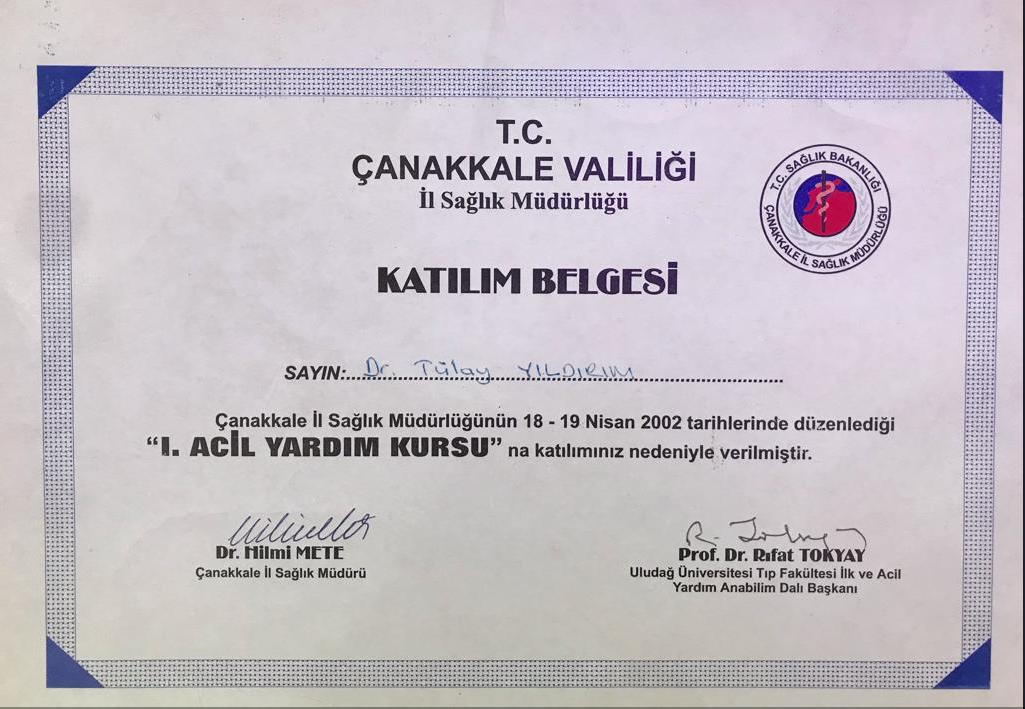 T.C.
ÇANAKKALE VALİLİĞİ
İl Sağlık Müdürlüğü
T.C. SAĞLIK BAKANLIĞI
ÇANAKKALE İL SAĞLIK MÜDÜRLÜĞÜ
KATILIM BELGESİ
SAYIN:....Dr. Tülay YILDIRIM....
Çanakkale İl Sağlık Müdürlüğünün 18 - 19 Nisan 2002 tarihlerinde düzenlediği
“I. ACİL YARDIM KURSU” na katılımınız nedeniyle verilmiştir.
Dr. Hilmi METE
Çanakkale İl Sağlık Müdürü
Prof. Dr. Rıfat TOKYAY
Uludağ Üniversitesi Tıp Fakültesi İlk ve Acil
Yardım Anabilim Dalı Başkanı